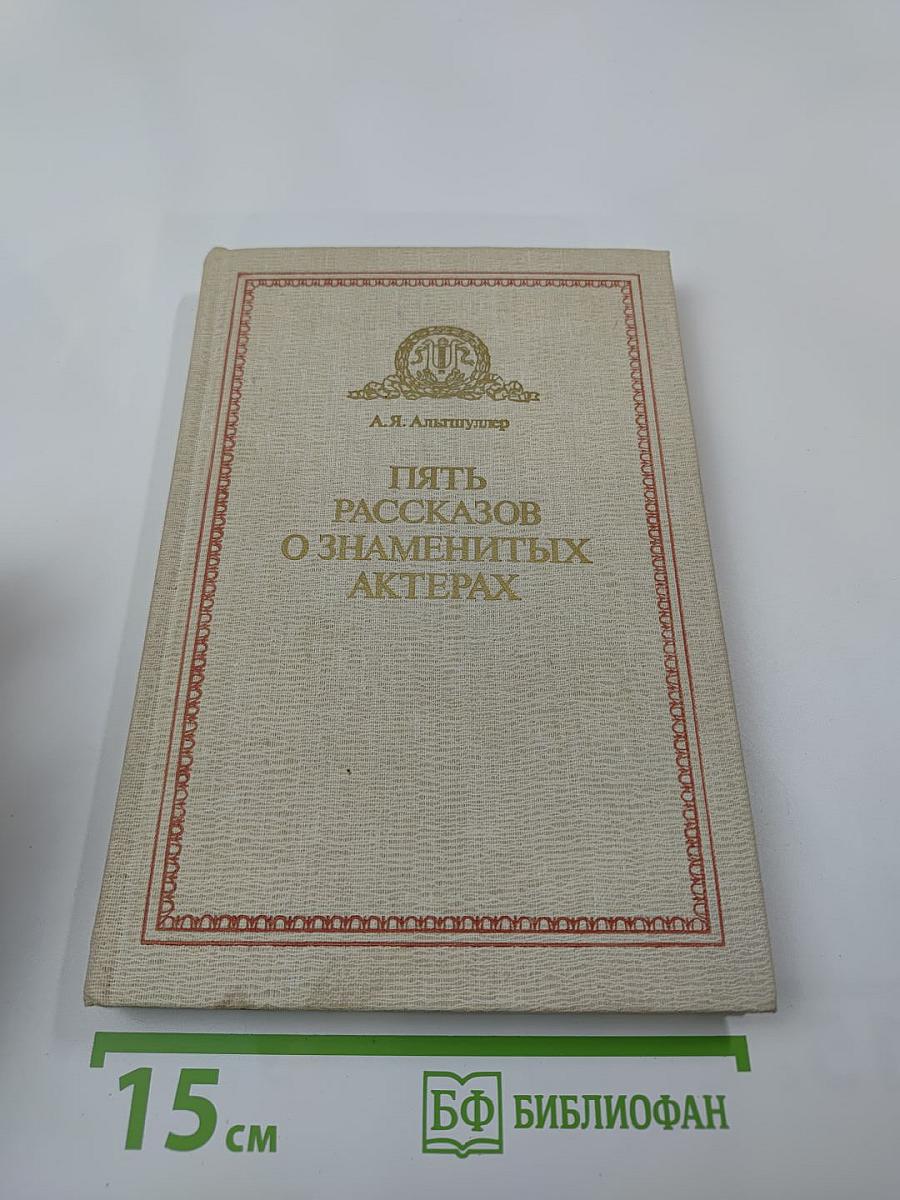 А. Я. Альтшуллер
ПЯТЬ
РАССКАЗОВ
О ЗНАМЕНИТЫХ
АКТЕРАХ
15 см
БФ БИБЛИОФАН